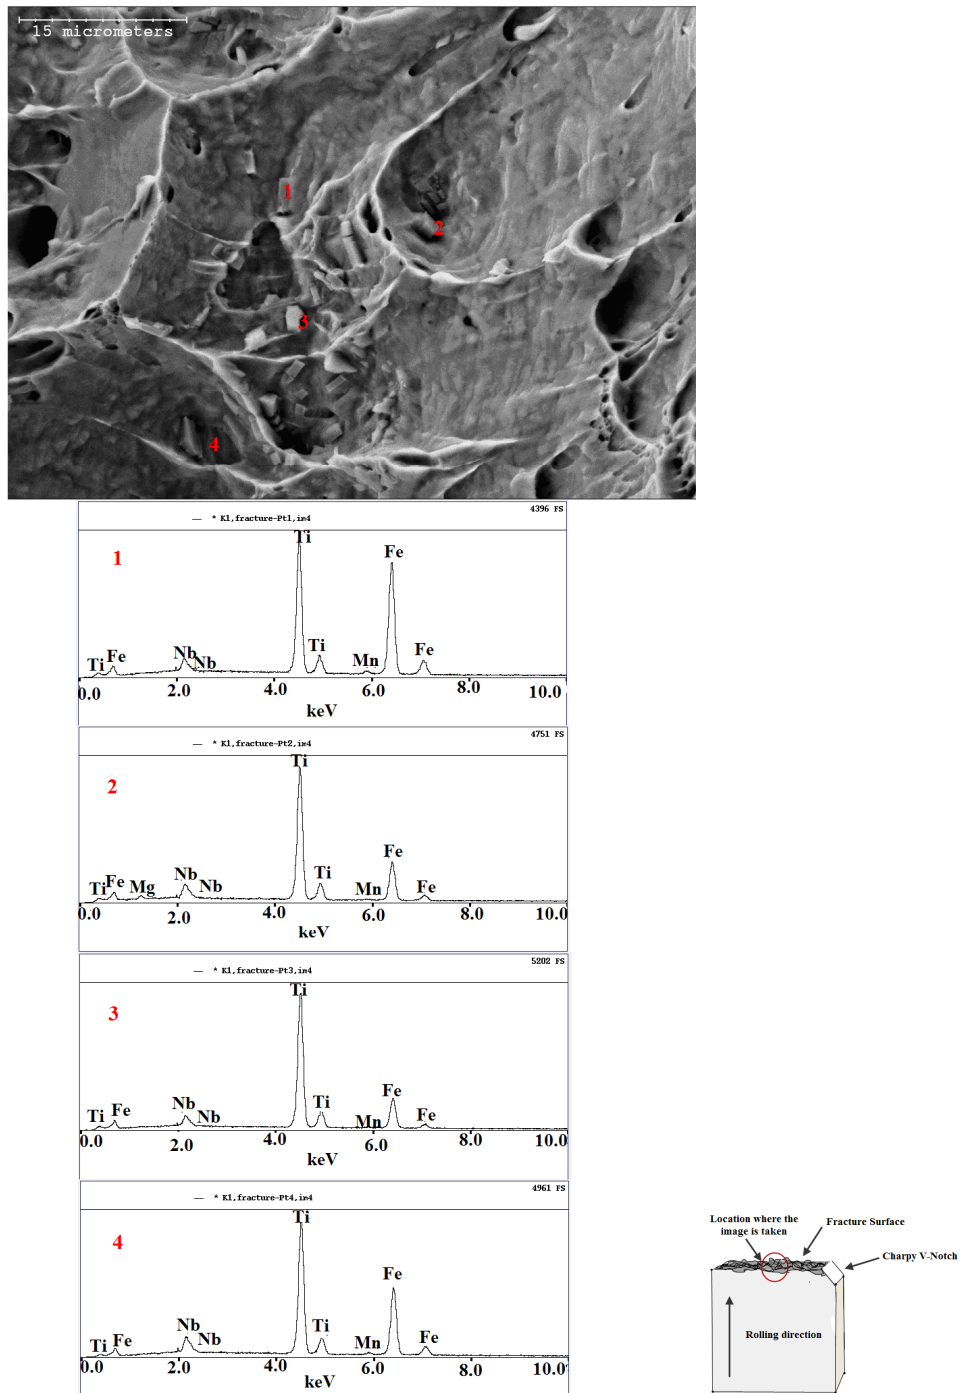 15 micrometers
1
2
3
4
4396 FS
— * K1,fracture-Pt1,im4
1
Ti
Fe
Nb
Nb
Ti
Ti
Mn
Fe
Fe
0.0 2.0 4.0 6.0 8.0 10.0
keV
4751 FS
— * K1,fracture-Pt2,im4
2
Ti
Fe
Mg
Nb
Nb
Ti
Ti
Mn
Fe
Fe
0.0 2.0 4.0 6.0 8.0 10.0
keV
5202 FS
— * K1,fracture-Pt3,im4
3
Ti
Fe
Nb
Nb
Ti
Ti
Mn
Fe
Fe
0.0 2.0 4.0 6.0 8.0 10.0
keV
4961 FS
— * K1,fracture-Pt4,im4
4
Ti
Fe
Nb
Nb
Ti
Ti
Mn
Fe
Fe
0.0 2.0 4.0 6.0 8.0 10.0
keV
Location where the
image is taken
Fracture Surface
Charpy V-Notch
Rolling direction